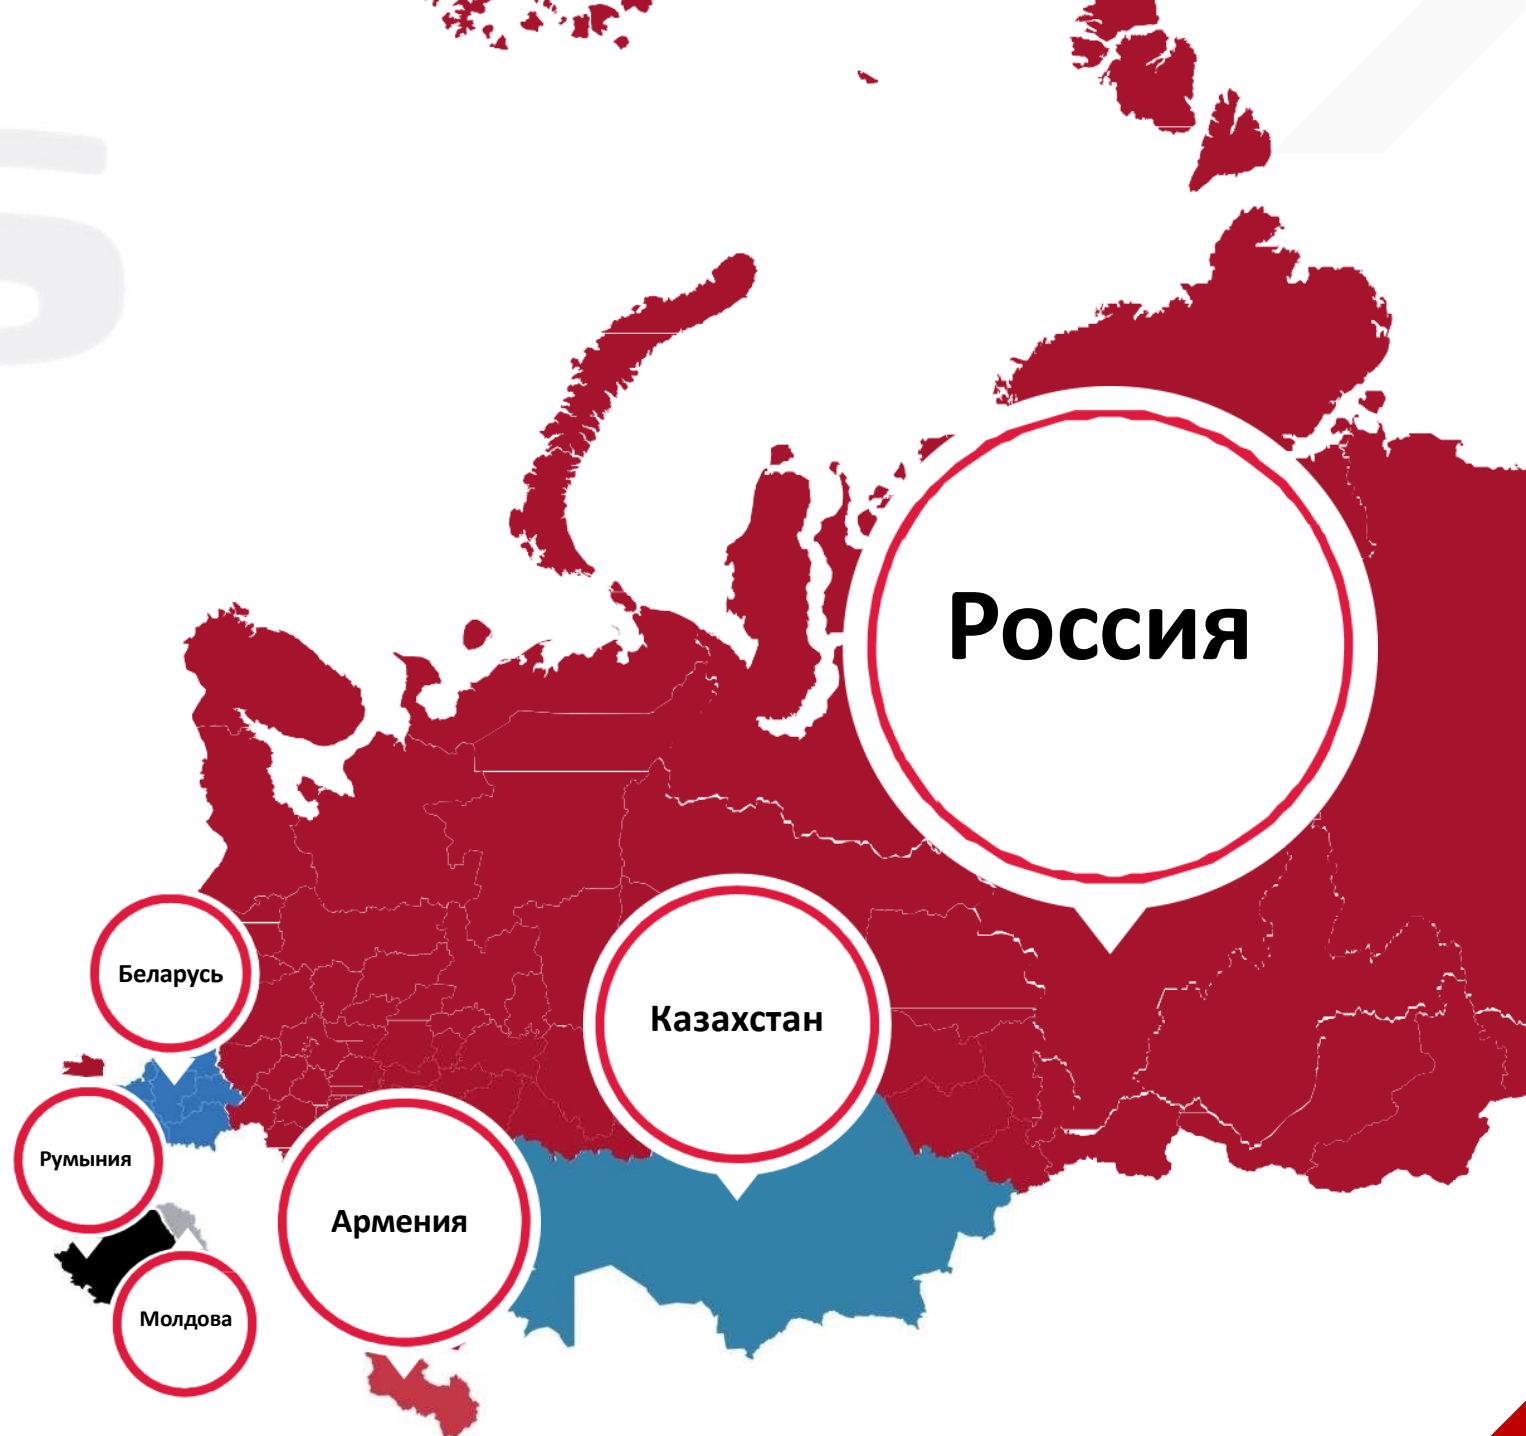 Россия
Беларусь
Казахстан
Румыния
Армения
Молдова